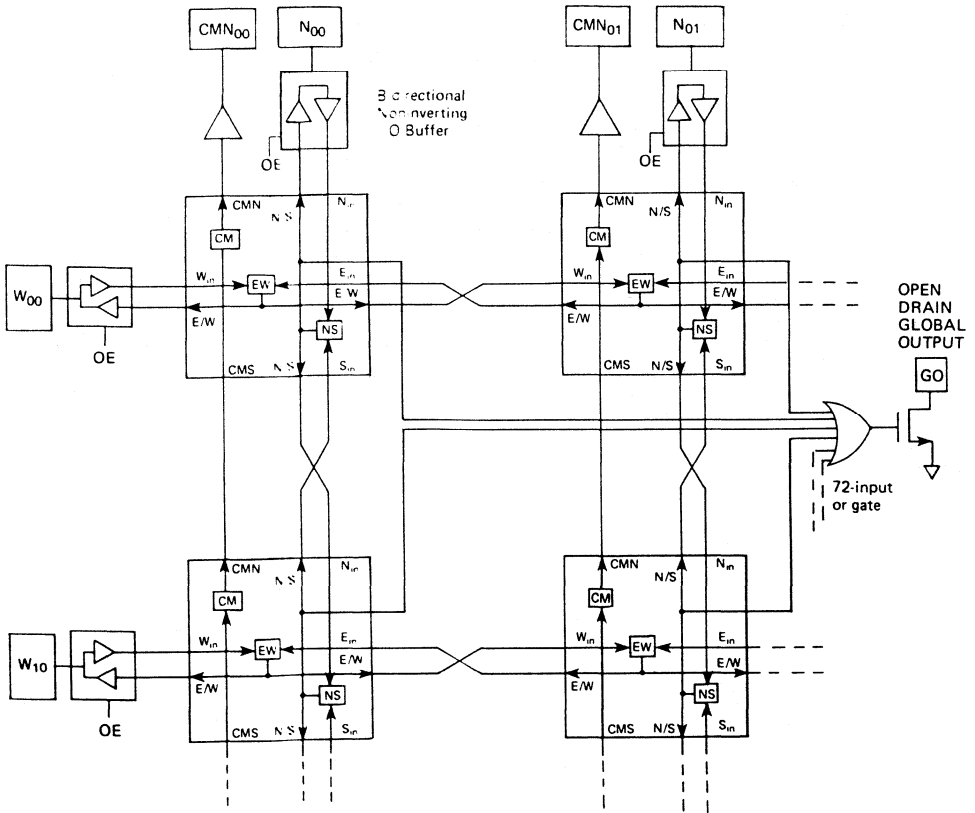 CMN00
N00
CMN01
N01
B directional
Noninverting
O Buffer
OE
OE
CMN
N/S
Nin
CMN
N/S
Nin
CM
CM
W00
Win
EW
Ein
E/W
E/W
Win
EW
Ein
E/W
E/W
OE
NS
NS
CMS
N/S
Sin
CMS
N/S
Sin
OPEN
DRAIN
GLOBAL
OUTPUT
GO
72-input
or gate
CMN
N/S
Nin
CMN
N/S
Nin
CM
CM
W10
Win
EW
Ein
E/W
E/W
Win
EW
Ein
E/W
E/W
OE
NS
NS
CMS
N/S
Sin
CMS
N/S
Sin